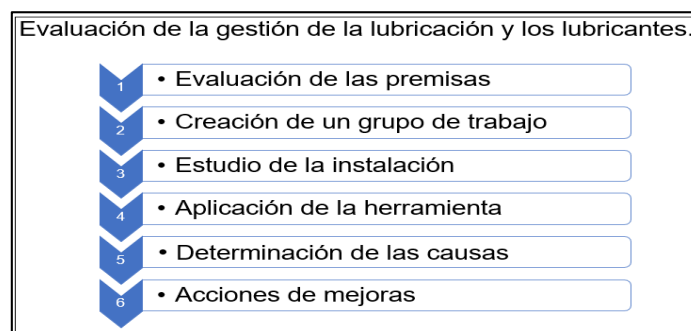 Evaluación de la gestión de la lubricación y los lubricantes.
1 • Evaluación de las premisas
2 • Creación de un grupo de trabajo
3 • Estudio de la instalación
4 • Aplicación de la herramienta
5 • Determinación de las causas
6 • Acciones de mejoras